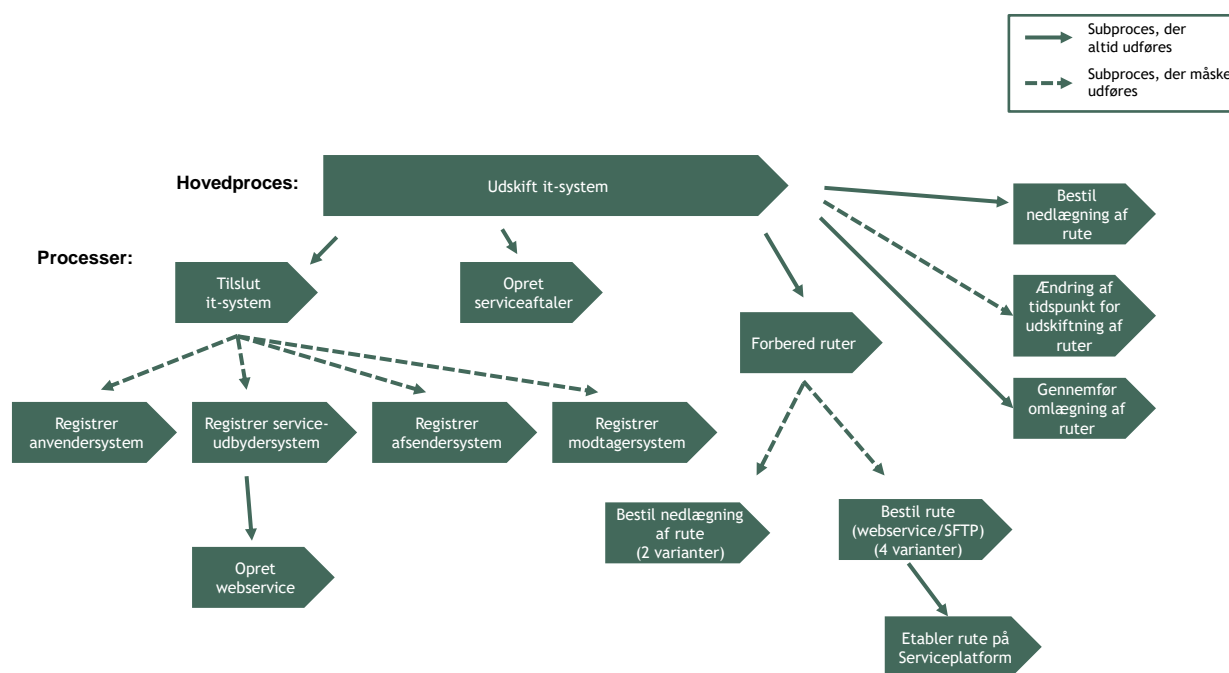 Subproces, der
altid udføres
Subproces, der måske
udføres
Hovedproces:
Udskift it-system
Bestil
nedlægning af
rute
Processer:
Tilslut
it-system
Opret
serviceaftaler
Ændring af
tidspunkt for
udskiftning af
ruter
Forbered ruter
Gennemfør
omlægning af
ruter
Registrer
anvendersystem
Registrer service-
udbydersystem
Registrer
afsendersystem
Registrer
modtagersystem
Bestil nedlægning
af rute
(2 varianter)
Bestil rute
(webservice/SFTP)
(4 varianter)
Opret
webservice
Etabler rute på
Serviceplatform